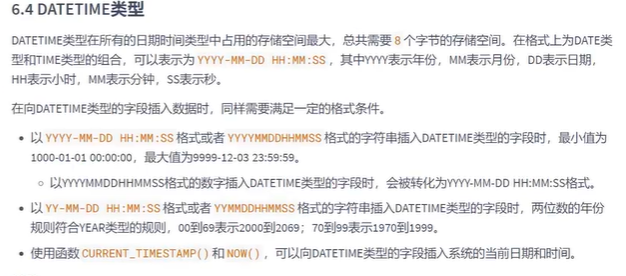 6.4 DATETIME类型
DATETIME类型在所有的日期时间类型中占用的存储空间最大，总共需要 8 个字节的存储空间。在格式上为DATE类
型和TIME类型的组合，可以表示为 YYYY-MM-DD HH:MM:SS ，其中YYYY表示年份，MM表示月份，DD表示日期，
HH表示小时，MM表示分钟，SS表示秒。
在向DATETIME类型的字段插入数据时，同样需要满足一定的格式条件。
以 YYYY-MM-DD HH:MM:SS 格式或者 YYYYMMDDHHMMSS 格式的字符串插入DATETIME类型的字段时，最小值为
1000-01-01 00:00:00，最大值为9999-12-03 23:59:59。
以YYYYMMDDHHMMSS格式的数字插入DATETIME类型的字段时，会被转化为YYYY-MM-DD HH:MM:SS格式。
以 YY-MM-DD HH:MM:SS 格式或者 YYMMDDHHMMSS 格式的字符串插入DATETIME类型的字段时，两位数的年份
规则符合YEAR类型的规则，00到69表示2000到2069；70到99表示1970到1999。
使用函数 CURRENT_TIMESTAMP() 和 NOW() ，可以向DATETIME类型的字段插入系统的当前日期和时间。